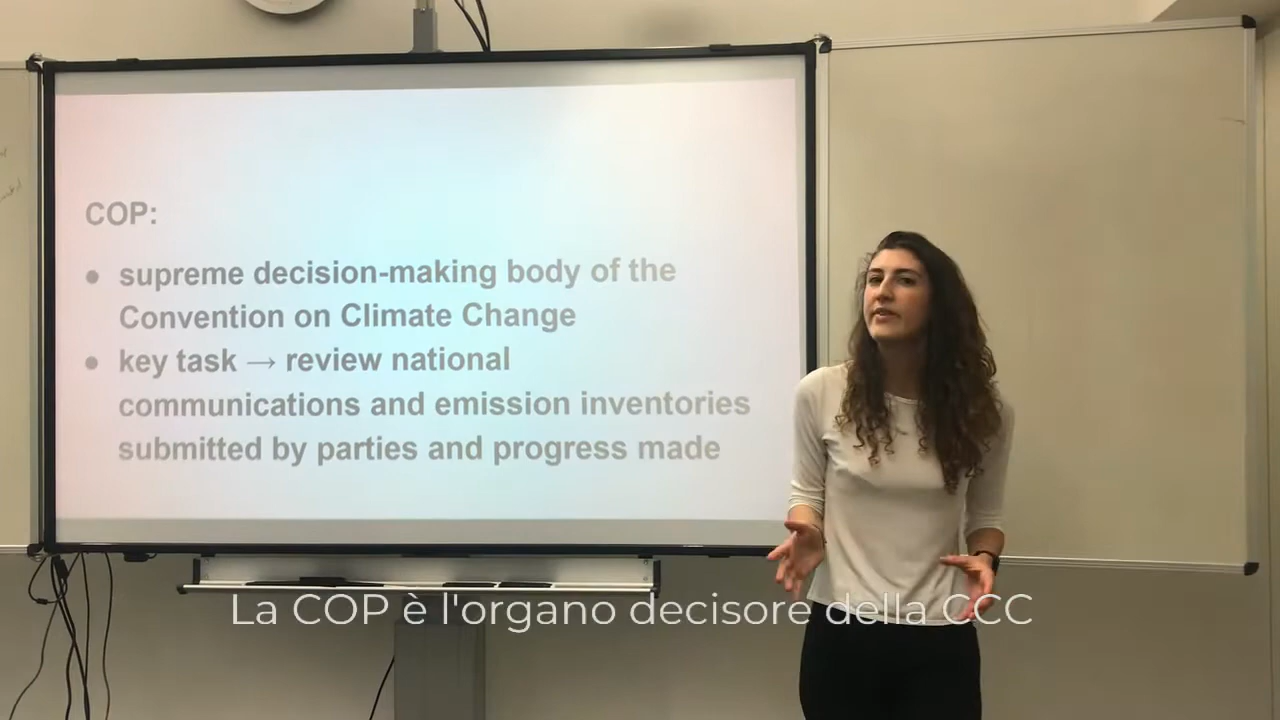 COP:
● supreme decision-making body of the
Convention on Climate Change
● key task → review national
communications and emission inventories
submitted by parties and progress made
La COP è l'organo decisore della CCC